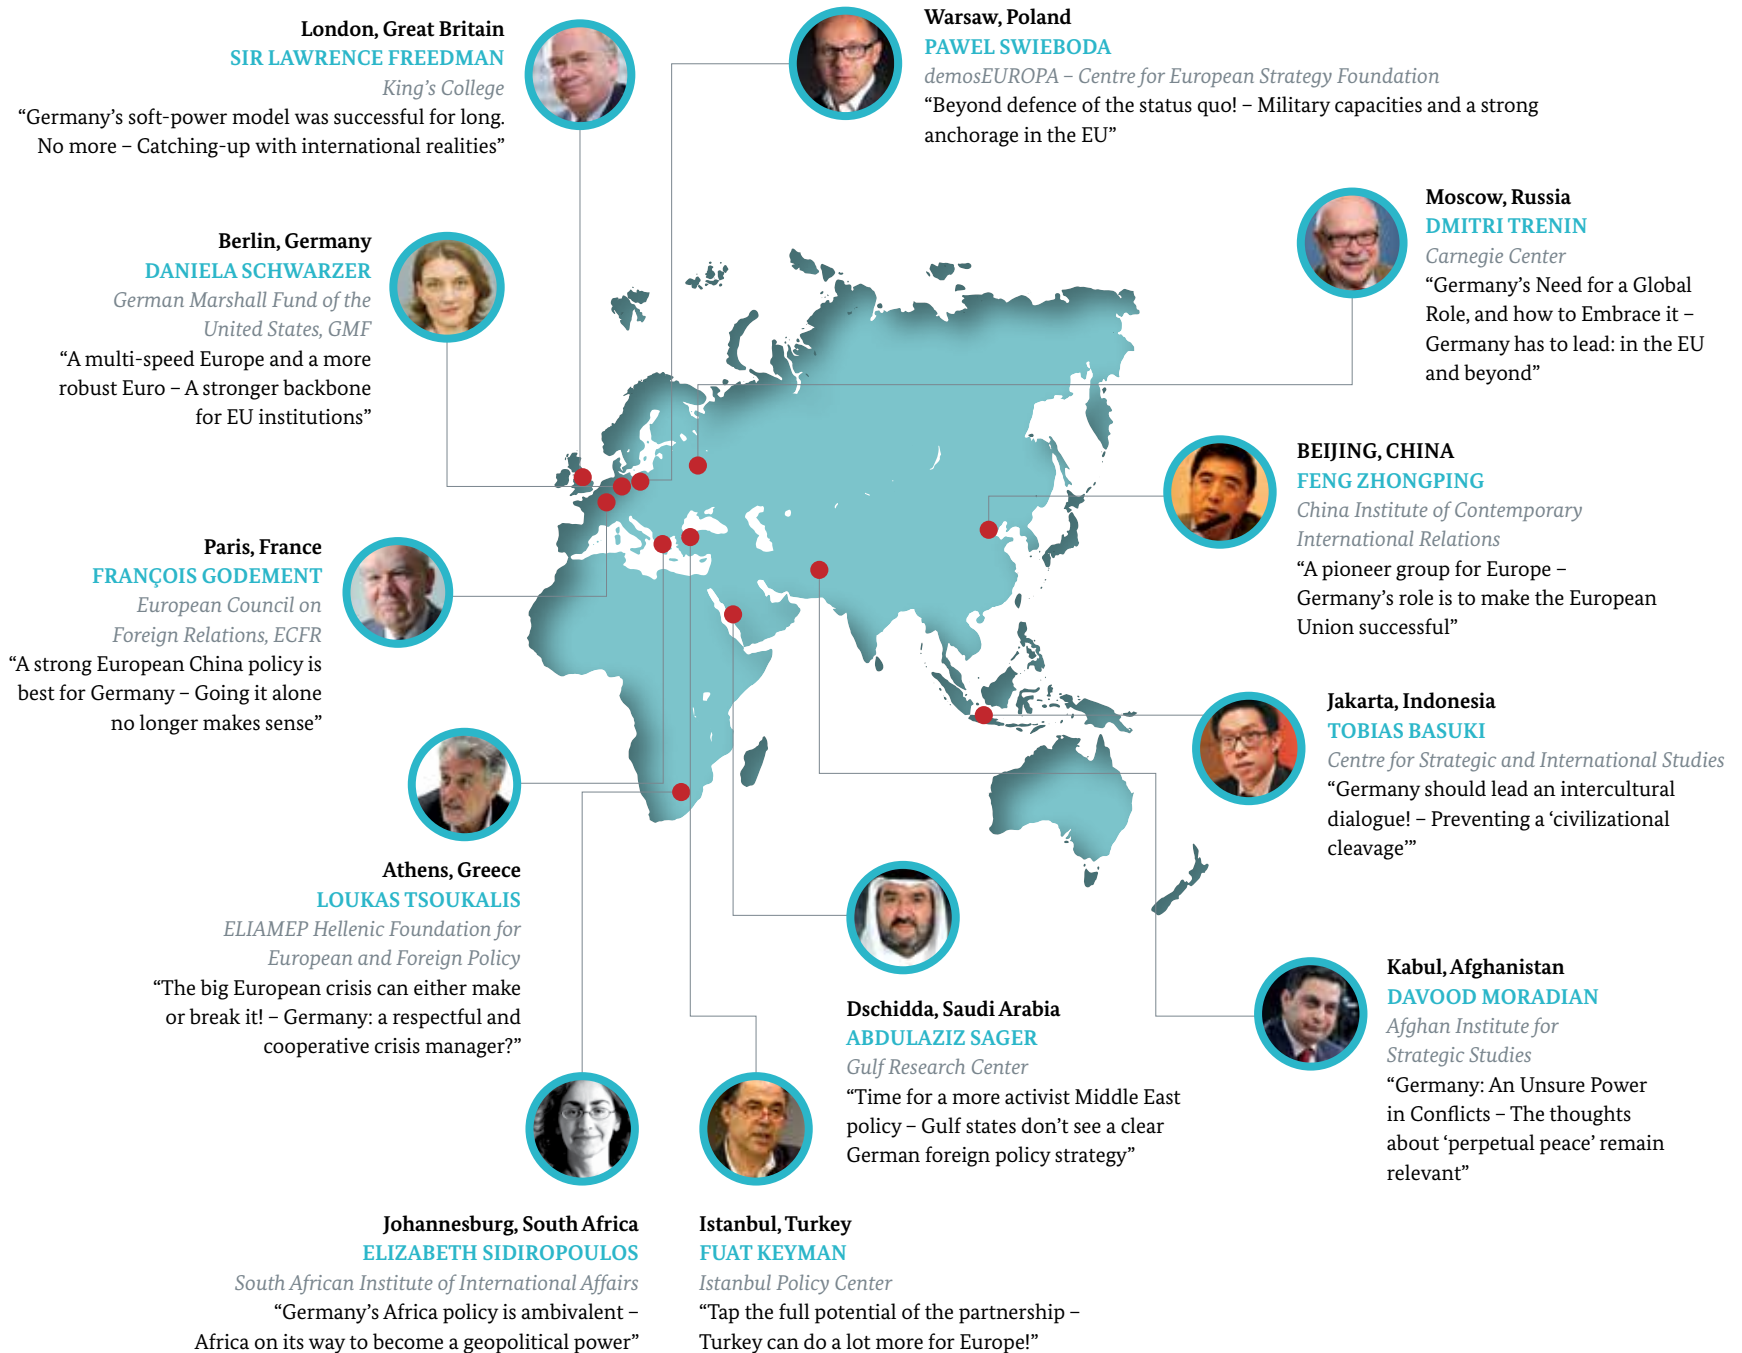 London, Great Britain
SIR LAWRENCE FREEDMAN
King’s College
“Germany’s soft-power model was successful for long.
No more – Catching-up with international realities”
Warsaw, Poland
PAWEL SWIEBODA
demosEUROPA – Centre for European Strategy Foundation
“Beyond defence of the status quo! – Military capacities and a strong
anchorage in the EU”
Moscow, Russia
DMITRI TRENIN
Carnegie Center
“Germany’s Need for a Global
Role, and how to Embrace it –
Germany has to lead: in the EU
and beyond”
Berlin, Germany
DANIELA SCHWARZER
German Marshall Fund of the
United States, GMF
“A multi-speed Europe and a more
robust Euro – A stronger backbone
for EU institutions”
BEIJING, CHINA
FENG ZHONGPING
China Institute of Contemporary
International Relations
“A pioneer group for Europe –
Germany’s role is to make the European
Union successful”
Paris, France
FRANÇOIS GODEMENT
European Council on
Foreign Relations, ECFR
“A strong European China policy is
best for Germany – Going it alone
no longer makes sense”
Jakarta, Indonesia
TOBIAS BASUKI
Centre for Strategic and International Studies
“Germany should lead an intercultural
dialogue! – Preventing a ‘civilizational
cleavage’”
Athens, Greece
LOUKAS TSOUKALIS
ELIAMEP Hellenic Foundation for
European and Foreign Policy
“The big European crisis can either make
or break it! – Germany: a respectful and
cooperative crisis manager?”
Dschidda, Saudi Arabia
ABDULAZIZ SAGER
Gulf Research Center
“Time for a more activist Middle East
policy – Gulf states don’t see a clear
German foreign policy strategy”
Kabul, Afghanistan
DAVOOD MORADIAN
Afghan Institute for
Strategic Studies
“Germany: An Unsure Power
in Conflicts – The thoughts
about ‘perpetual peace’ remain
relevant”
Johannesburg, South Africa
ELIZABETH SIDIROPOULOS
South African Institute of International Affairs
“Germany’s Africa policy is ambivalent –
Africa on its way to become a geopolitical power”
Istanbul, Turkey
FUAT KEYMAN
Istanbul Policy Center
“Tap the full potential of the partnership –
Turkey can do a lot more for Europe!”